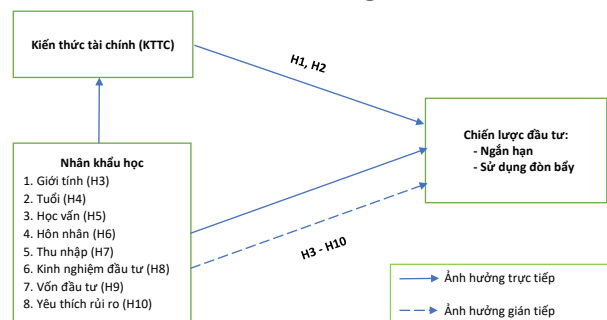 Kiến thức tài chính (KTTC)
H1, H2
Chiến lược đầu tư:
- Ngắn hạn
- Sử dụng đòn bẩy
Nhân khẩu học
1. Giới tính (H3)
2. Tuổi (H4)
3. Học vấn (H5)
4. Hôn nhân (H6)
5. Thu nhập (H7)
6. Kinh nghiệm đầu tư (H8)
7. Vốn đầu tư (H9)
8. Yêu thích rủi ro (H10)
H3 - H10
Ảnh hưởng trực tiếp
Ảnh hưởng gián tiếp